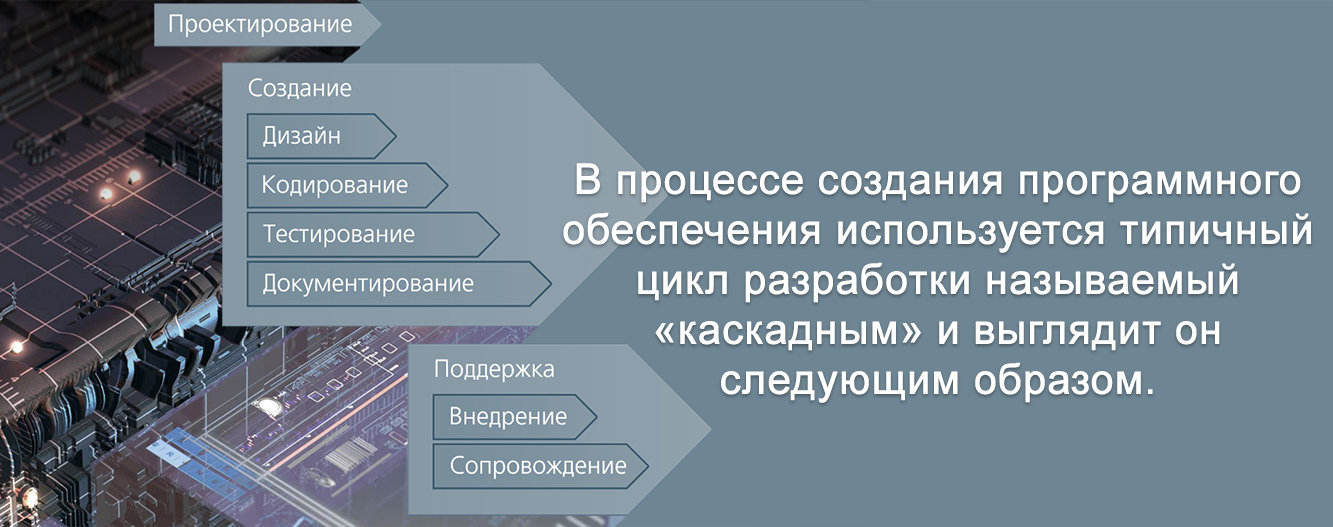 Проектирование
Создание
Дизайн
Кодирование
Тестирование
Документирование
Поддержка
Внедрение
Сопровождение
В процессе создания программного
обеспечения используется типичный
цикл разработки называемый
«каскадным» и выглядит он
следующим образом.